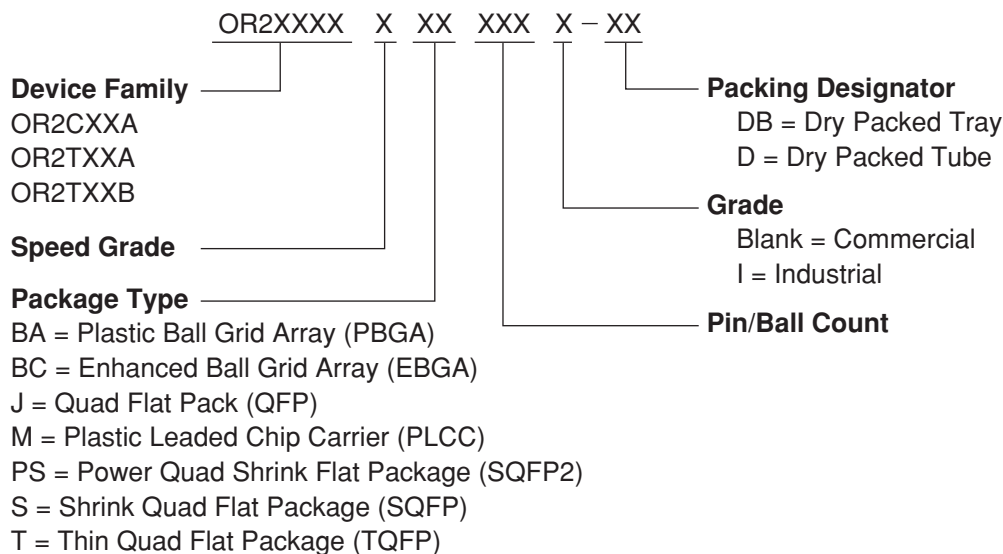 OR2XXXX X XX XXX X – XX
Device Family
OR2CXXA
OR2TXXA
OR2TXXB
Speed Grade
Package Type
BA = Plastic Ball Grid Array (PBGA)
BC = Enhanced Ball Grid Array (EBGA)
J = Quad Flat Pack (QFP)
M = Plastic Leaded Chip Carrier (PLCC)
PS = Power Quad Shrink Flat Package (SQFP2)
S = Shrink Quad Flat Package (SQFP)
T = Thin Quad Flat Package (TQFP)
Packing Designator
DB = Dry Packed Tray
D = Dry Packed Tube
Grade
Blank = Commercial
I = Industrial
Pin/Ball Count